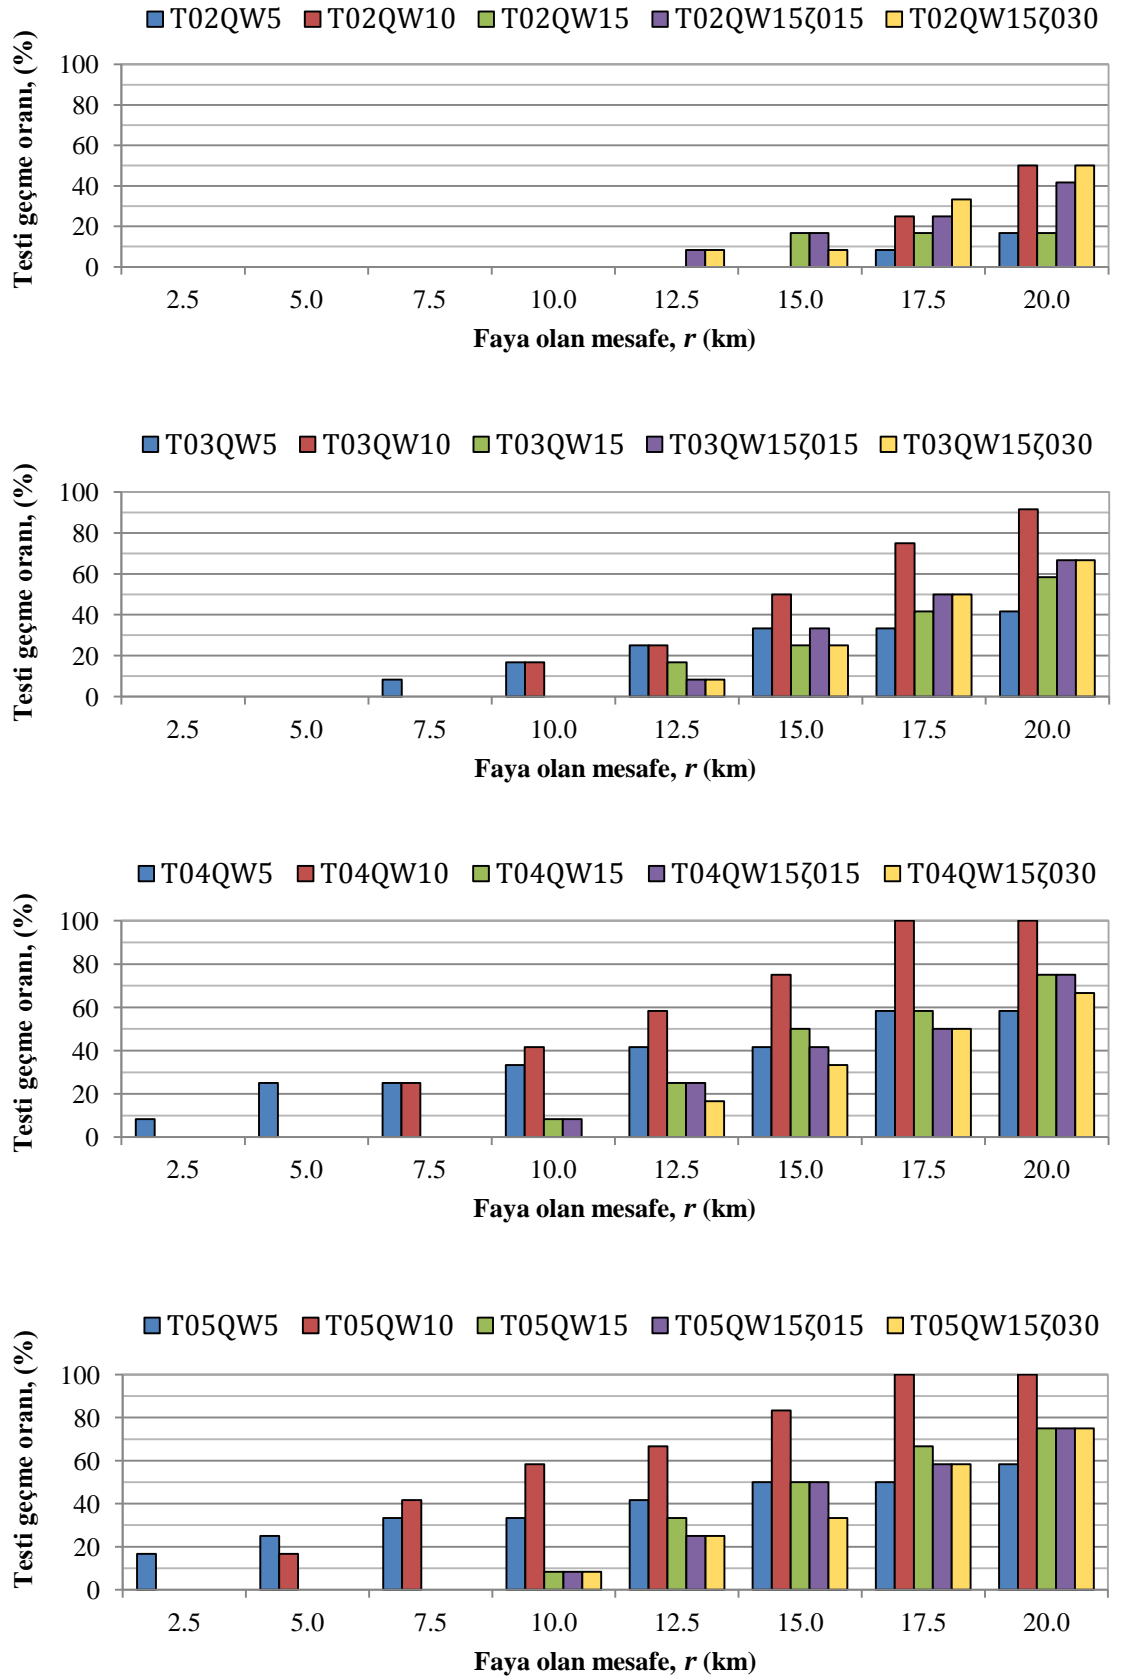 T02QW5 T02QW10 T02QW15 T02QW15ζ015 T02QW15ζ030
Testi geçme oranı, (%)
100
80
60
40
20
0
2.5 5.0 7.5 10.0 12.5 15.0 17.5 20.0
Faya olan mesafe, r (km)
T03QW5 T03QW10 T03QW15 T03QW15ζ015 T03QW15ζ030
Testi geçme oranı, (%)
100
80
60
40
20
0
2.5 5.0 7.5 10.0 12.5 15.0 17.5 20.0
Faya olan mesafe, r (km)
T04QW5 T04QW10 T04QW15 T04QW15ζ015 T04QW15ζ030
Testi geçme oranı, (%)
100
80
60
40
20
0
2.5 5.0 7.5 10.0 12.5 15.0 17.5 20.0
Faya olan mesafe, r (km)
T05QW5 T05QW10 T05QW15 T05QW15ζ015 T05QW15ζ030
Testi geçme oranı, (%)
100
80
60
40
20
0
2.5 5.0 7.5 10.0 12.5 15.0 17.5 20.0
Faya olan mesafe, r (km)